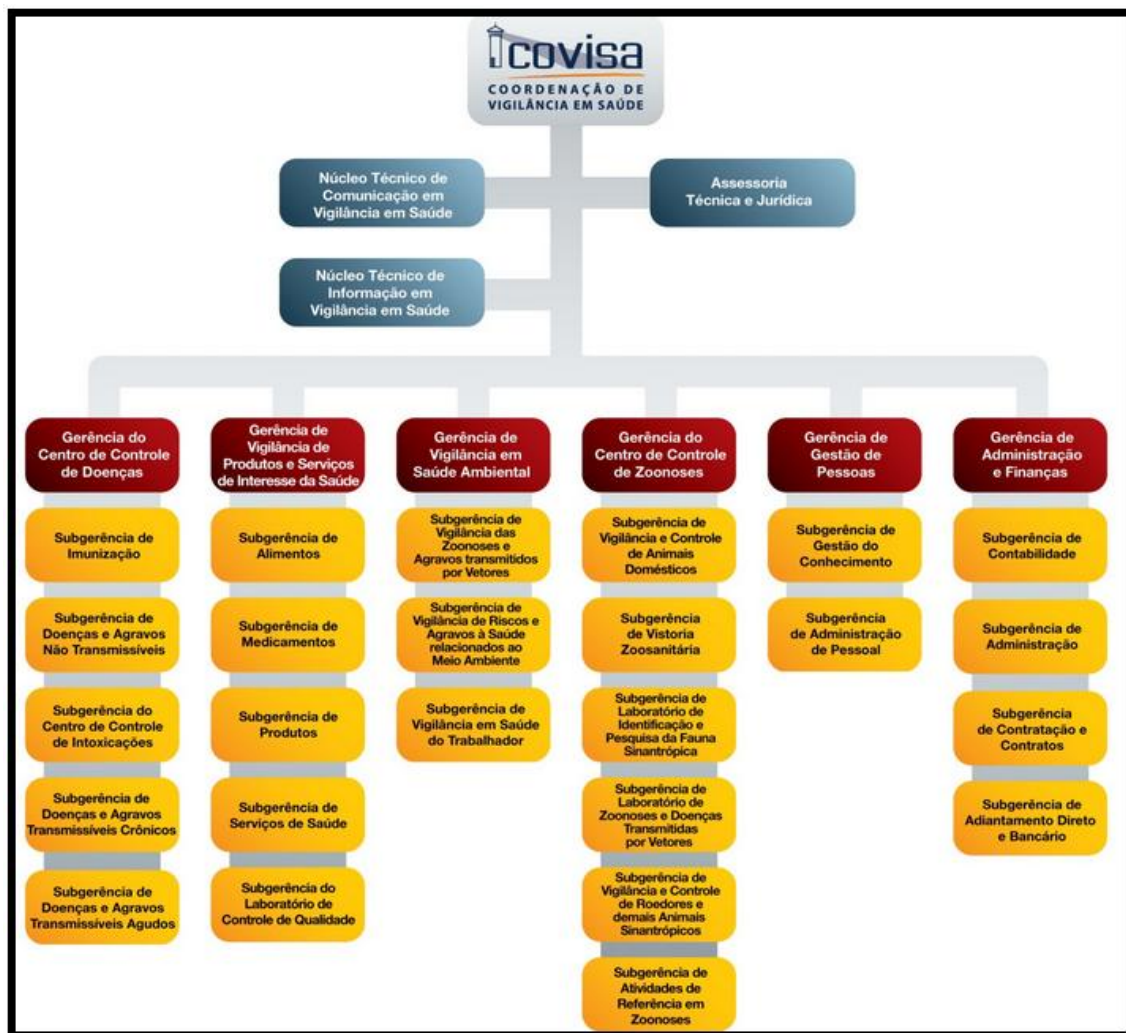 covisa
COORDENAÇÃO DE
VIGILÂNCIA EM SAÚDE
Núcleo Técnico de
Comunicação em
Vigilância em Saúde
Assessoria
Técnica e Jurídica
Núcleo Técnico de
Informação em
Vigilância em Saúde
Gerência do
Centro de Controle
de Doenças
Subgerência de
Imunização
Subgerência de
Doenças e Agravos
Não Transmissíveis
Subgerência do
Centro de Controle
de Intoxicações
Subgerência de
Doenças e Agravos
Transmissíveis Crônicos
Subgerência de
Doenças e Agravos
Transmissíveis Agudos
Gerência de
Vigilância de
Produtos e Serviços
de Interesse da Saúde
Subgerência de
Alimentos
Subgerência de
Medicamentos
Subgerência de
Produtos
Subgerência de
Serviços de Saúde
Subgerência do
Laboratório de
Controle de Qualidade
Gerência de
Vigilância em
Saúde Ambiental
Subgerência de
Vigilância das
Zoonoses e
Agravos transmitidos
por Vetores
Subgerência de
Vigilância de Riscos e
Agravos à Saúde
relacionados ao
Meio Ambiente
Subgerência de
Vigilância em Saúde
do Trabalhador
Gerência do
Centro de Controle
de Zoonoses
Subgerência de
Vigilância e Controle
de Animais
Domésticos
Subgerência
de Vistoria
Zoosanitária
Subgerência de
Laboratório de
Identificação e
Pesquisa da Fauna
Sinantrópica
Subgerência de
Laboratório de
Zoonoses e Doenças
Transmitidas
por Vetores
Subgerência de
Vigilância e Controle
de Roedores e
demais Animais
Sinantrópicos
Subgerência de
Atividades de
Referência em
Zoonoses
Gerência de
Gestão de
Pessoas
Subgerência de
Gestão do
Conhecimento
Subgerência
de Administração
de Pessoal
Gerência de
Administração
e Finanças
Subgerência de
Contabilidade
Subgerência de
Administração
Subgerência
de Contratação e
Contratos
Subgerência de
Adiantamento Direto
e Bancário